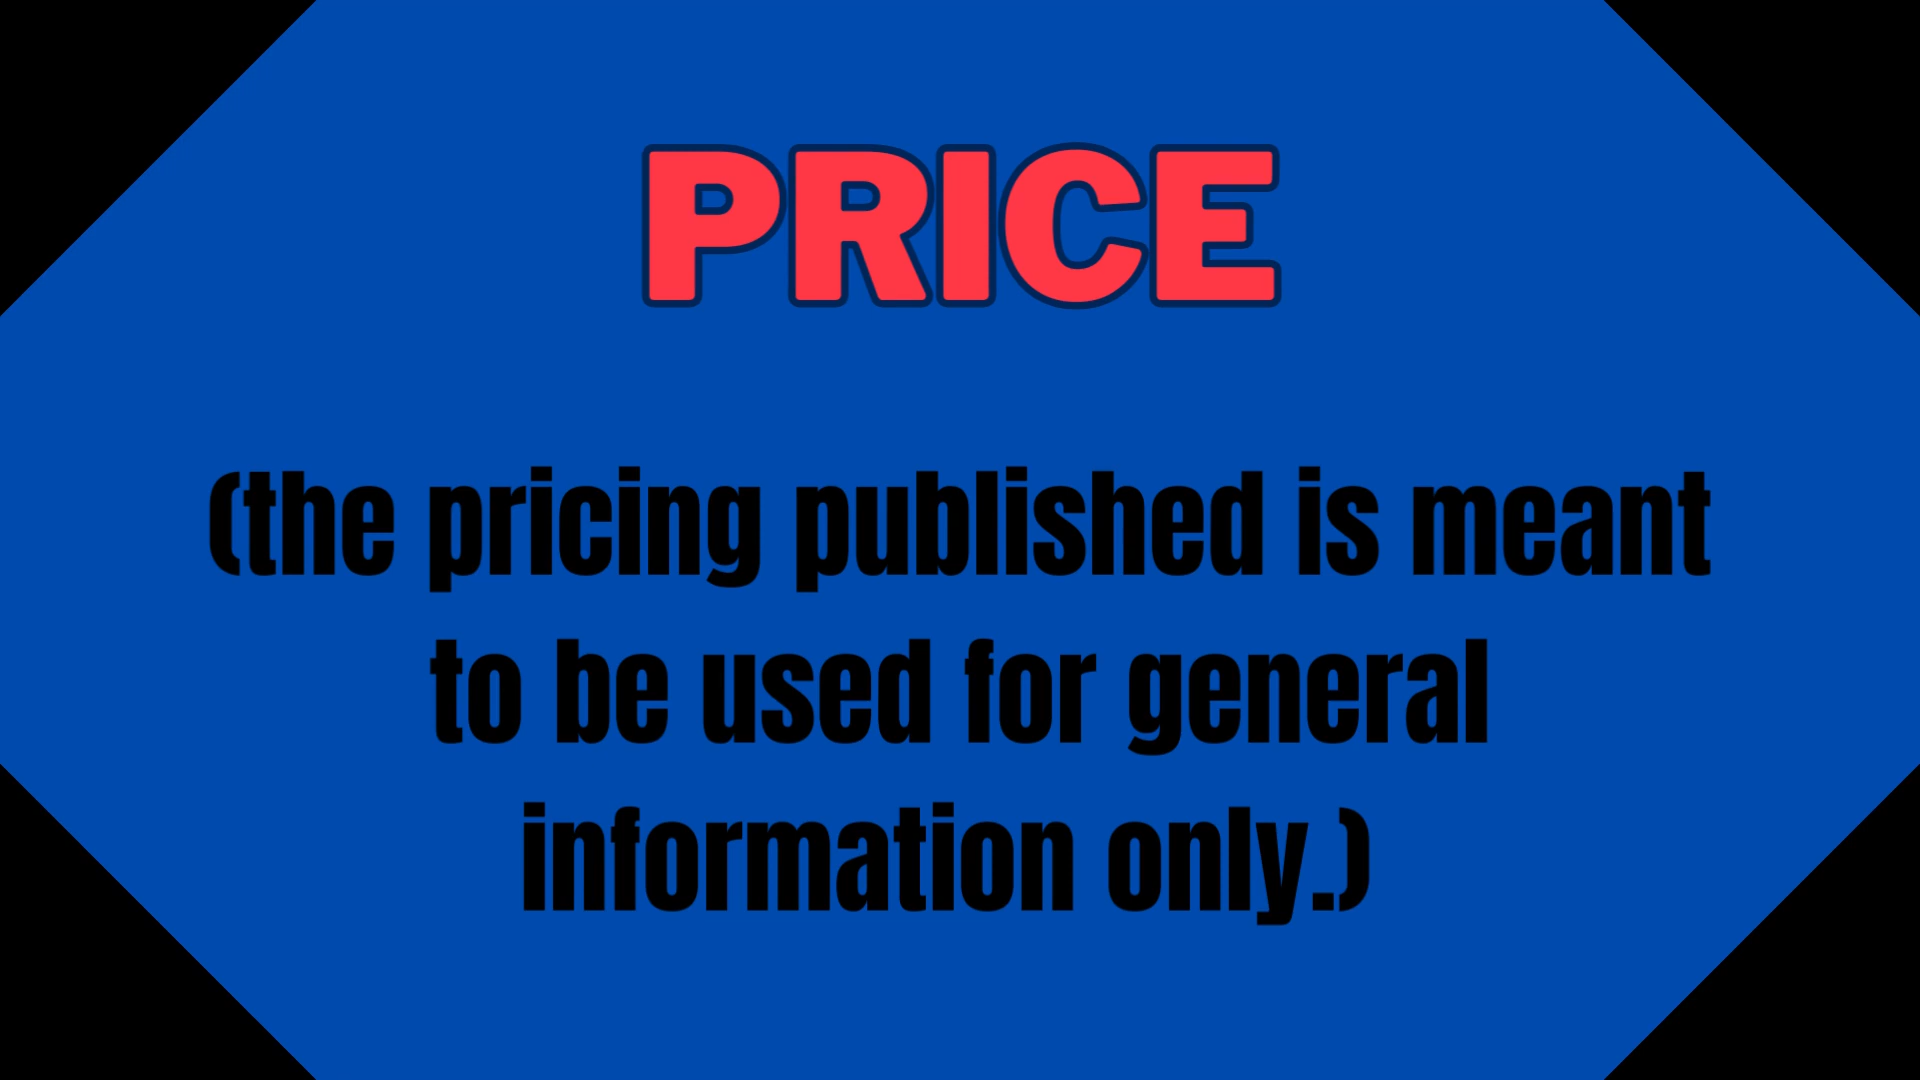 PRICE
(the pricing published is meant
to be used for general
information only.)